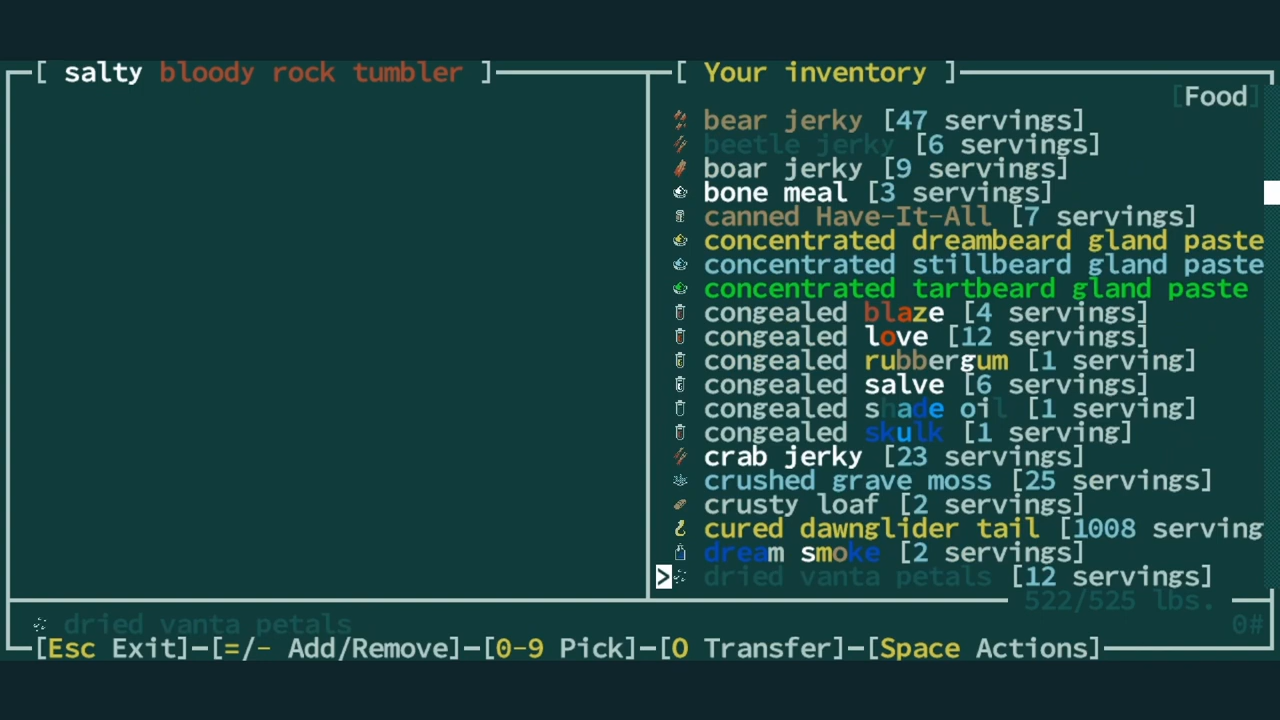 [ salty bloody rock tumbler ]
[ Your inventory ]
[Food]
bear jerky [47 servings]
beetle jerky [6 servings]
boar jerky [9 servings]
bone meal [3 servings]
canned Have-It-All [7 servings]
concentrated dreambeard gland paste
concentrated stillbeard gland paste
concentrated tartbeard gland paste
congealed blaze [4 servings]
congealed love [12 servings]
congealed rubbergum [1 serving]
congealed salve [6 servings]
congealed shade oil [1 serving]
congealed skulk [1 serving]
crab jerky [23 servings]
crushed grave moss [25 servings]
crusty loaf [2 servings]
cured dawnglider tail [1008 serving
dream smoke [2 servings]
> dried vanta petals [12 servings]
522/525 lbs.
dried vanta petals
0#
[Esc Exit]-[=/- Add/Remove]-[0-9 Pick]-[O Transfer]-[Space Actions]